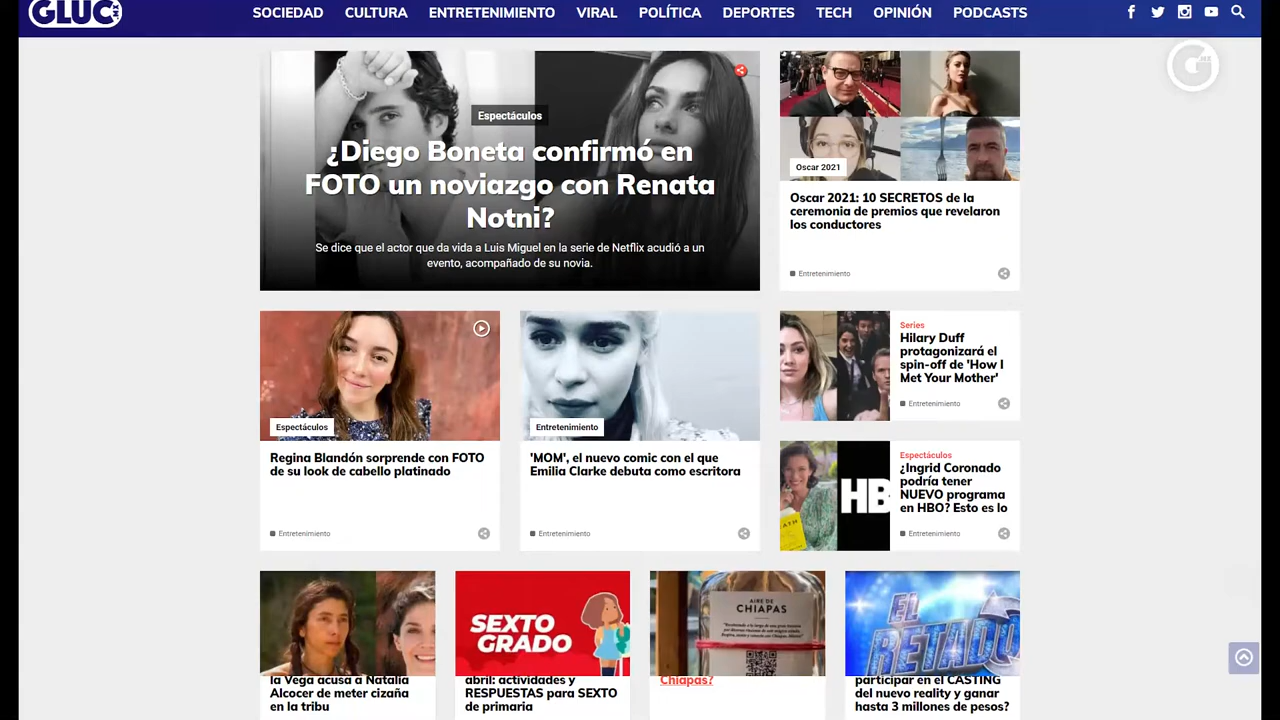 GLUC MX
SOCIEDAD CULTURA ENTRETENIMIENTO VIRAL POLÍTICA DEPORTES TECH OPINIÓN PODCASTS
Espectáculos
¿Diego Boneta confirmó en
FOTO un noviazgo con Renata
Notni?
Se dice que el actor que da vida a Luis Miguel en la serie de Netflix acudió a un
evento, acompañado de su novia.
Oscar 2021
Oscar 2021: 10 SECRETOS de la
ceremonia de premios que revelaron
los conductores
Entretenimiento
Espectáculos
Regina Blandón sorprende con FOTO
de su look de cabello platinado
Entretenimiento
Entretenimiento
'MOM', el nuevo comic con el que
Emilia Clarke debuta como escritora
Entretenimiento
Series
Hilary Duff
protagonizará el
spin-off de 'How I
Met Your Mother'
Entretenimiento
HB
Espectáculos
¿Ingrid Coronado
podría tener
NUEVO programa
en HBO? Esto es lo
Entretenimiento
la Vega acusa a Natalia
Alcocer de meter cizaña
en la tribu
SEXTO
GRADO
abril: actividades y
RESPUESTAS para SEXTO
de primaria
AIRE DE
CHIAPAS
Chiapas?
EL
RETADO
participar en el CASTING
del nuevo reality y ganar
hasta 3 millones de pesos?